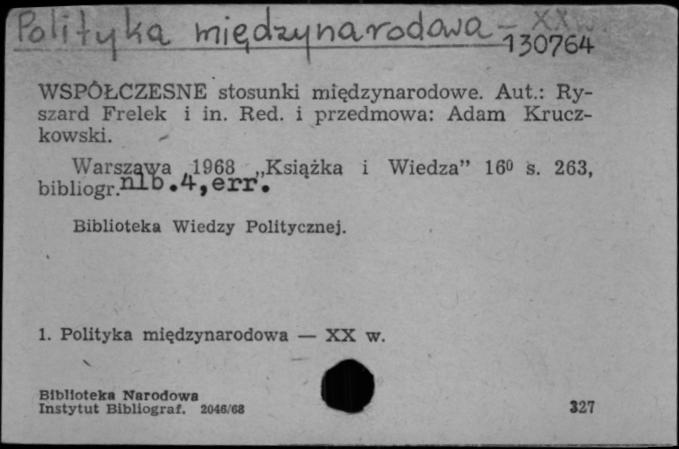 Polityka międzynarodowa - XX w.
130764
WSPÓŁCZESNE stosunki międzynarodowe. Aut.: Ry-
szard Frelek i in. Red. i przedmowa: Adam Krucz-
kowski.
Warszawa 1968 „Książka i Wiedza” 16⁰ s. 263,
bibliogr. nlb.4, err.
Biblioteka Wiedzy Politycznej.
1. Polityka międzynarodowa — XX w.
Biblioteka Narodowa
Instytut Bibliograf. 2046/68
327